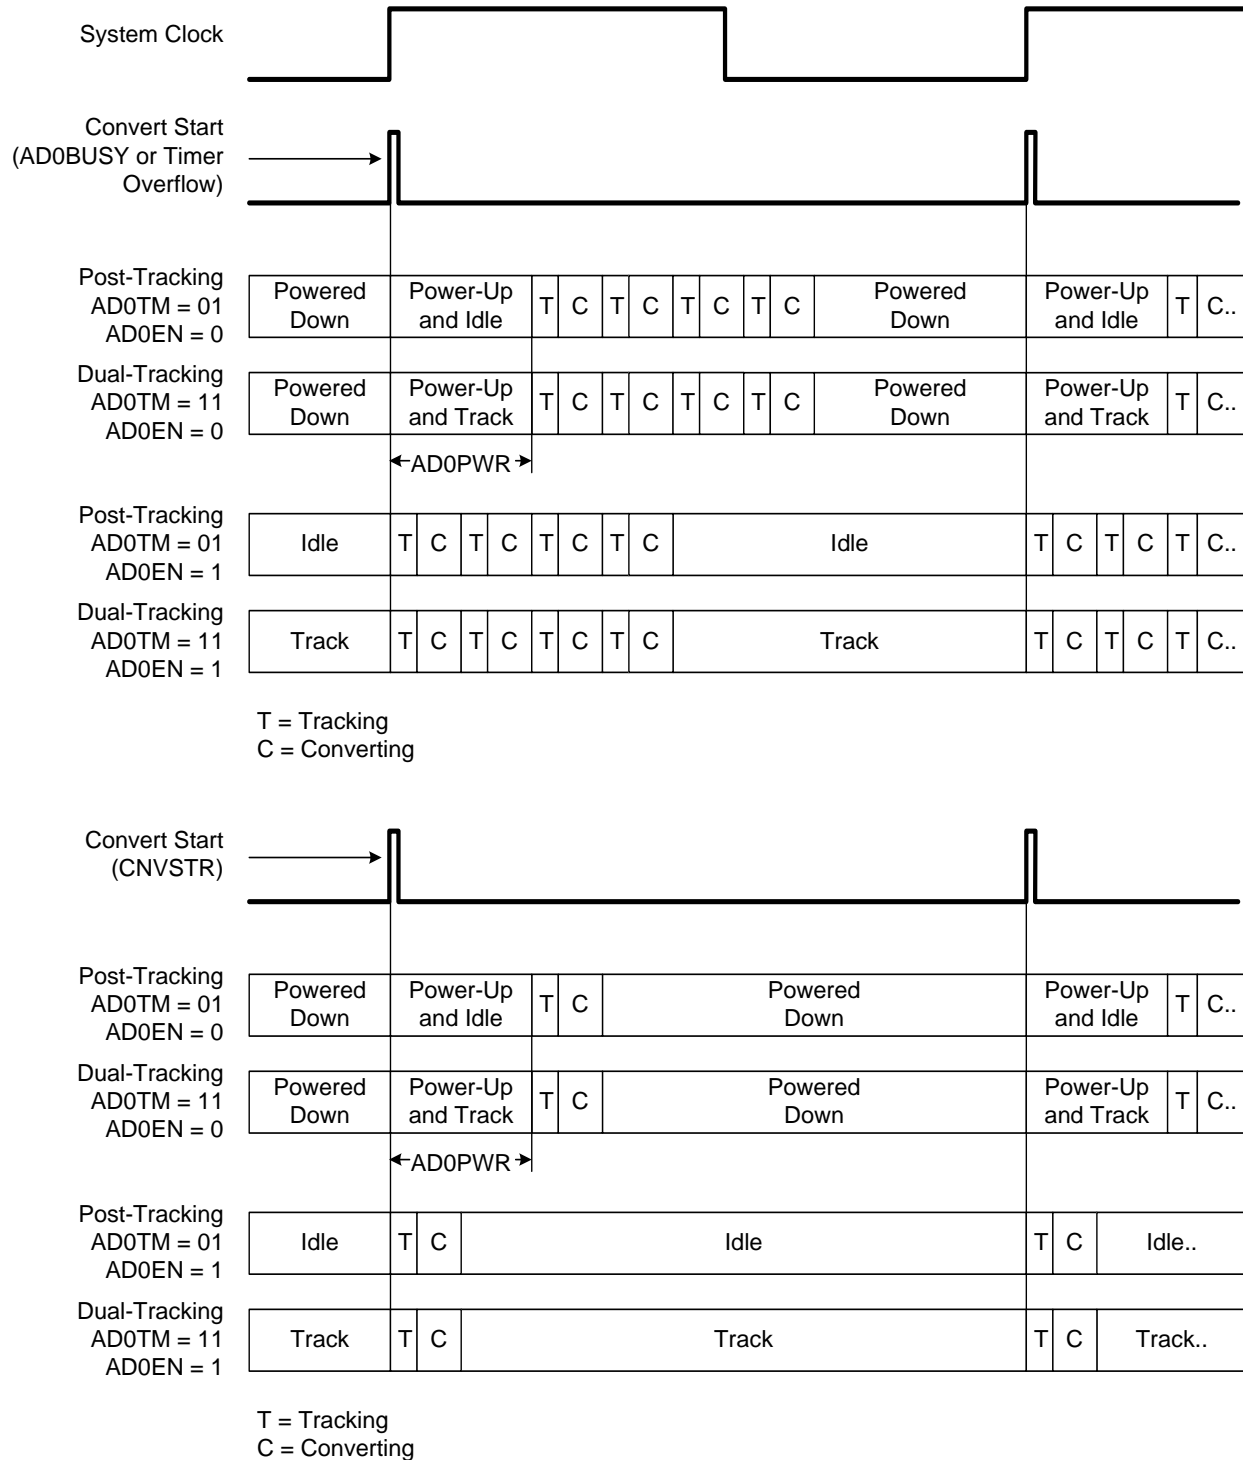 System Clock
Convert Start
(AD0BUSY or Timer
Overflow)
Post-Tracking
AD0TM = 01
AD0EN = 0
Powered Down Power-Up and Idle T C T C T C T C Powered Down Power-Up and Idle T C..
Dual-Tracking
AD0TM = 11
AD0EN = 0
Powered Down Power-Up and Track T C T C T C T C Powered Down Power-Up and Track T C..
AD0PWR
Post-Tracking
AD0TM = 01
AD0EN = 1
Idle T C T C T C T C Idle T C T C T C..
Dual-Tracking
AD0TM = 11
AD0EN = 1
Track T C T C T C T C Track T C T C T C..
T = Tracking
C = Converting
Convert Start
(CNVSTR)
Post-Tracking
AD0TM = 01
AD0EN = 0
Powered Down Power-Up and Idle T C Powered Down Power-Up and Idle T C..
Dual-Tracking
AD0TM = 11
AD0EN = 0
Powered Down Power-Up and Track T C Powered Down Power-Up and Track T C..
AD0PWR
Post-Tracking
AD0TM = 01
AD0EN = 1
Idle T C Idle T C Idle..
Dual-Tracking
AD0TM = 11
AD0EN = 1
Track T C Track T C Track..
T = Tracking
C = Converting